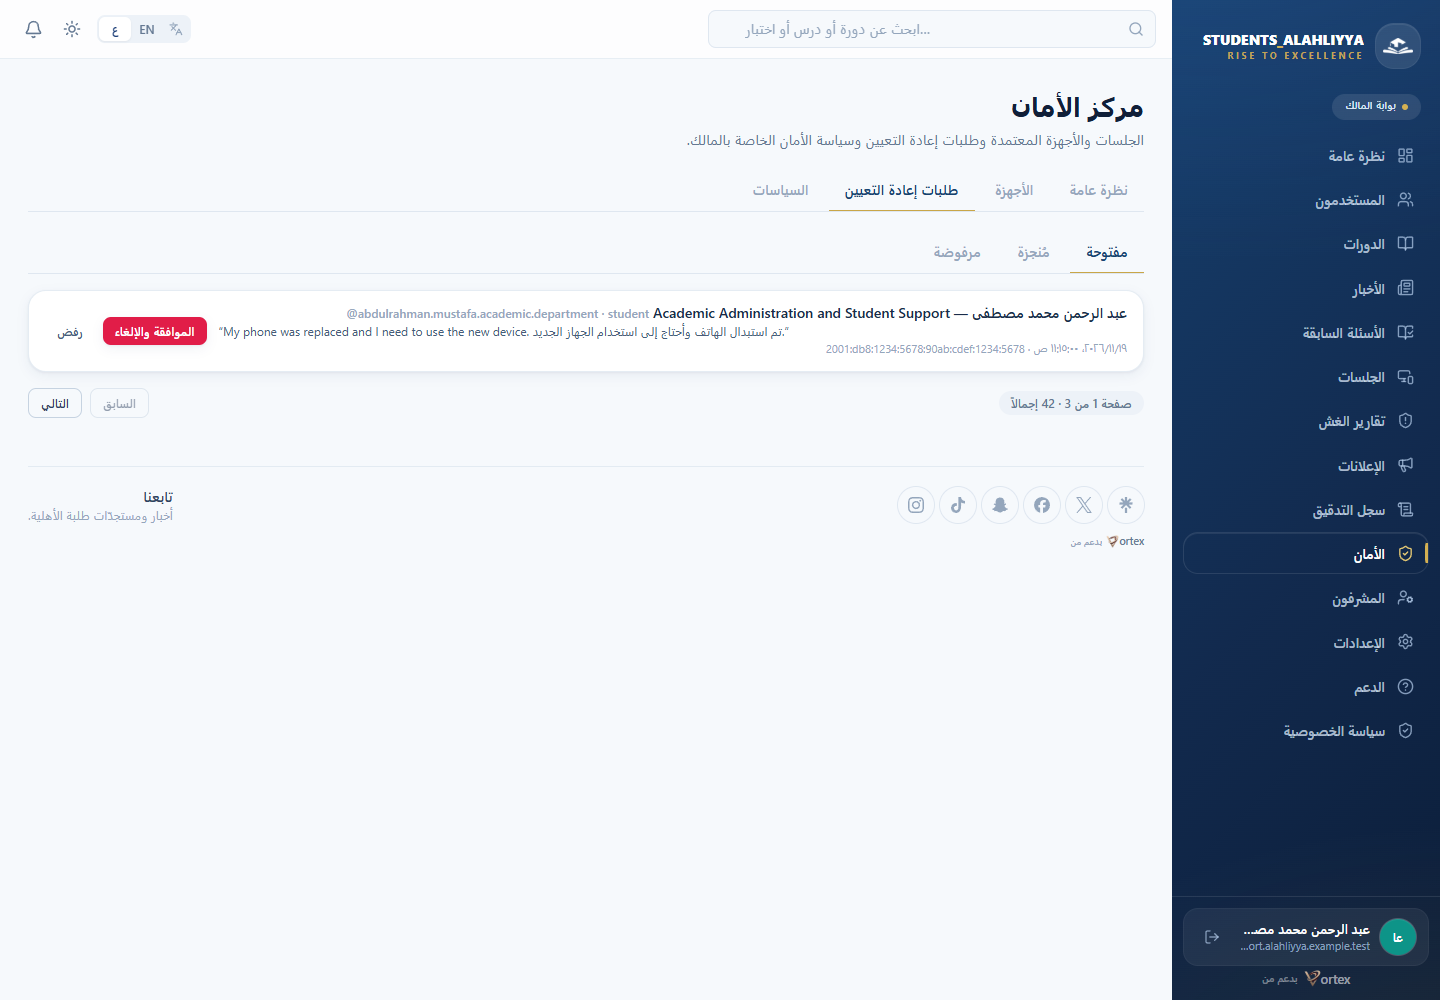 STUDENTS_ALAHLIYYA
RISE TO EXCELLENCE
بوابة المالك
نظرة عامة
المستخدمون
الدورات
الأخبار
الأسئلة السابقة
الجلسات
تقارير الغش
الإعلانات
سجل التدقيق
الأمان
المشرفون
الإعدادات
الدعم
سياسة الخصوصية
عبد الرحمن محمد مصـ...
...ort.alahliyya.example.test
بدعم من Vortex
ابحث عن دورة أو درس أو اختبار...
EN
ع
مركز الأمان
الجلسات والأجهزة المعتمدة وطلبات إعادة التعيين وسياسة الأمان الخاصة بالمالك.
نظرة عامة
الأجهزة
طلبات إعادة التعيين
السياسات
مفتوحة
مُنجزة
مرفوضة
عبد الرحمن محمد مصطفى — Academic Administration and Student Support @abdulrahman.mustafa.academic.department · student
“My phone was replaced and I need to use the new device. تم استبدال الهاتف وأحتاج إلى استخدام الجهاز الجديد.”
١٩‏/١١‏/٢٠٢٦، ١١:١٥:٠٠ ص · 2001:db8:1234:5678:90ab:cdef:1234:5678
الموافقة والإلغاء
رفض
صفحة 1 من 3 · 42 إجمالاً
السابق
التالي
تابعنا
أخبار ومستجدّات طلبة الأهلية.
بدعم من Vortex
عا